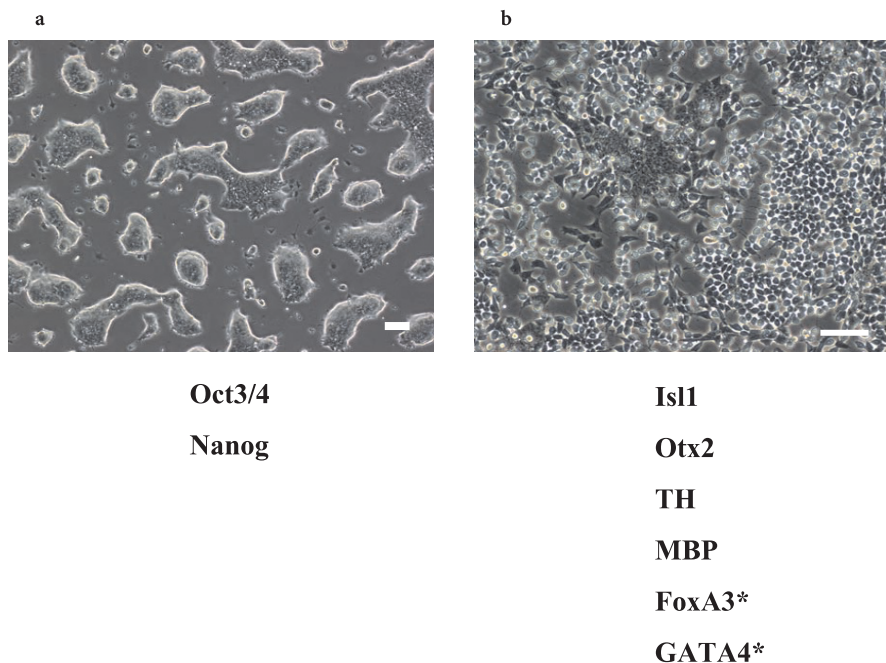 a
b
Oct3/4
Nanog
Isl1
Otx2
TH
MBP
FoxA3*
GATA4*